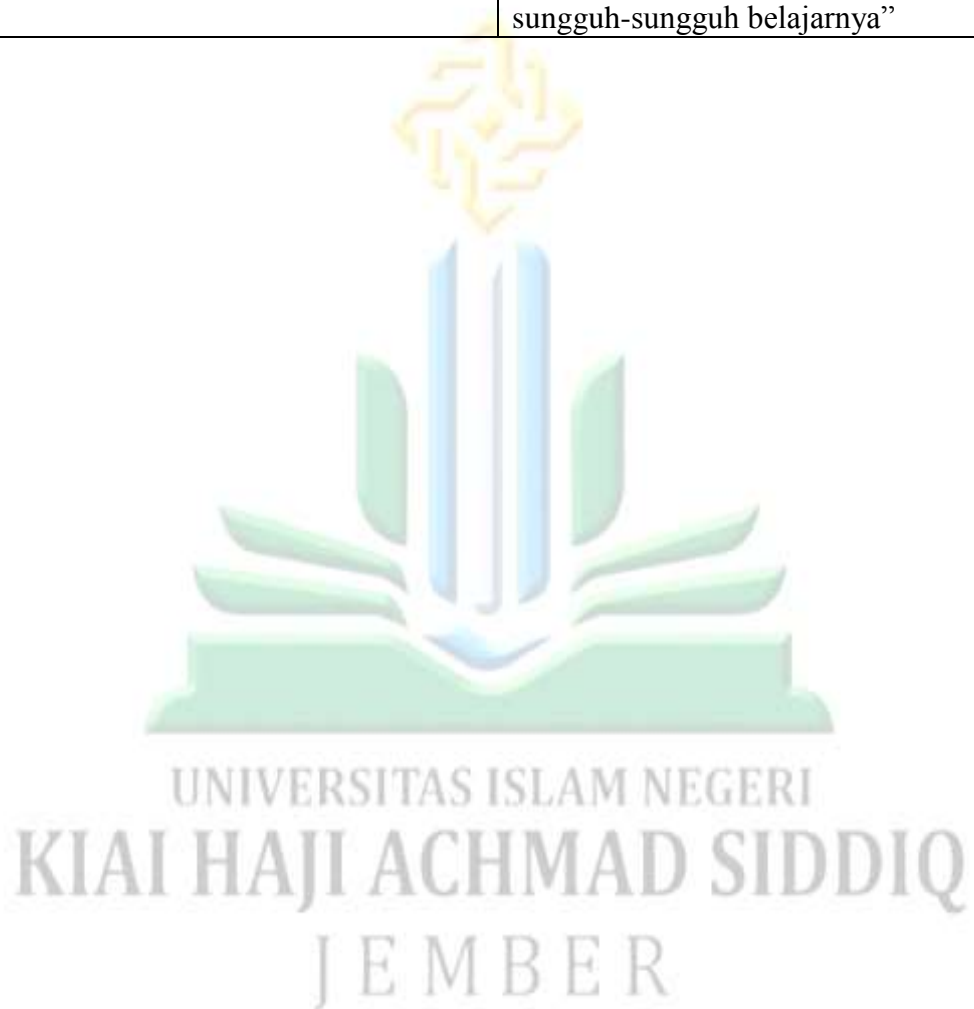 sungguh-sungguh belajarnya”
UNIVERSITAS ISLAM NEGERI
KIAI HAJI ACHMAD SIDDIQ
JEMBER